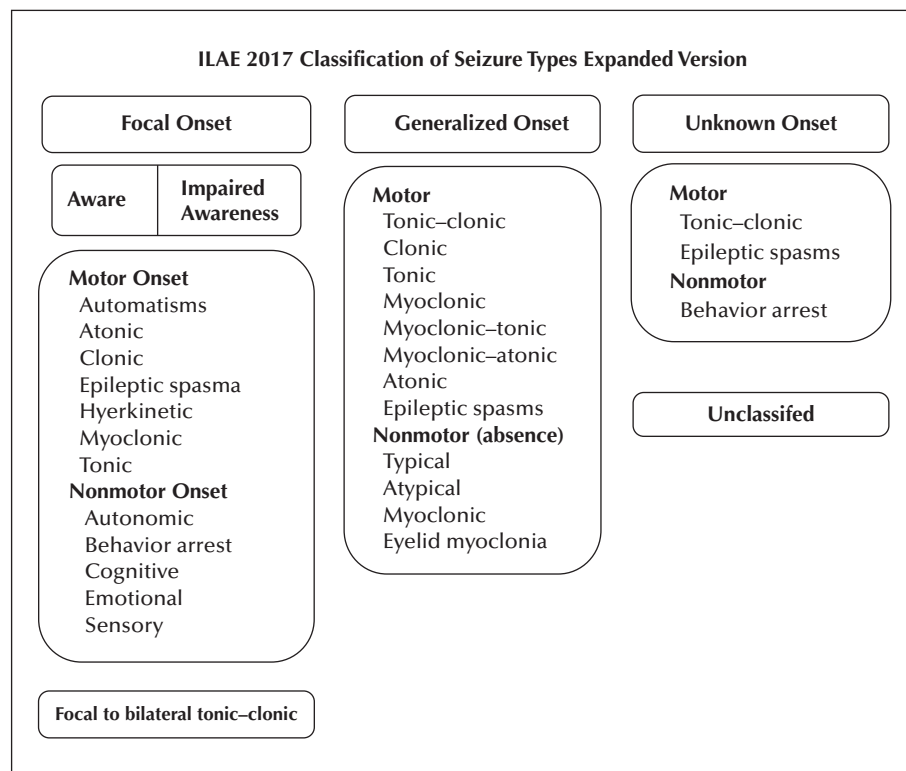 ILAE 2017 Classification of Seizure Types Expanded Version
Focal Onset
Aware
Impaired
Awareness
Motor Onset
Automatisms
Atonic
Clonic
Epileptic spasma
Hyerkinetic
Myoclonic
Tonic
Nonmotor Onset
Autonomic
Behavior arrest
Cognitive
Emotional
Sensory
Focal to bilateral tonic–clonic
Generalized Onset
Motor
Tonic–clonic
Clonic
Tonic
Myoclonic
Myoclonic–tonic
Myoclonic–atonic
Atonic
Epileptic spasms
Nonmotor (absence)
Typical
Atypical
Myoclonic
Eyelid myoclonia
Unknown Onset
Motor
Tonic–clonic
Epileptic spasms
Nonmotor
Behavior arrest
Unclassifed